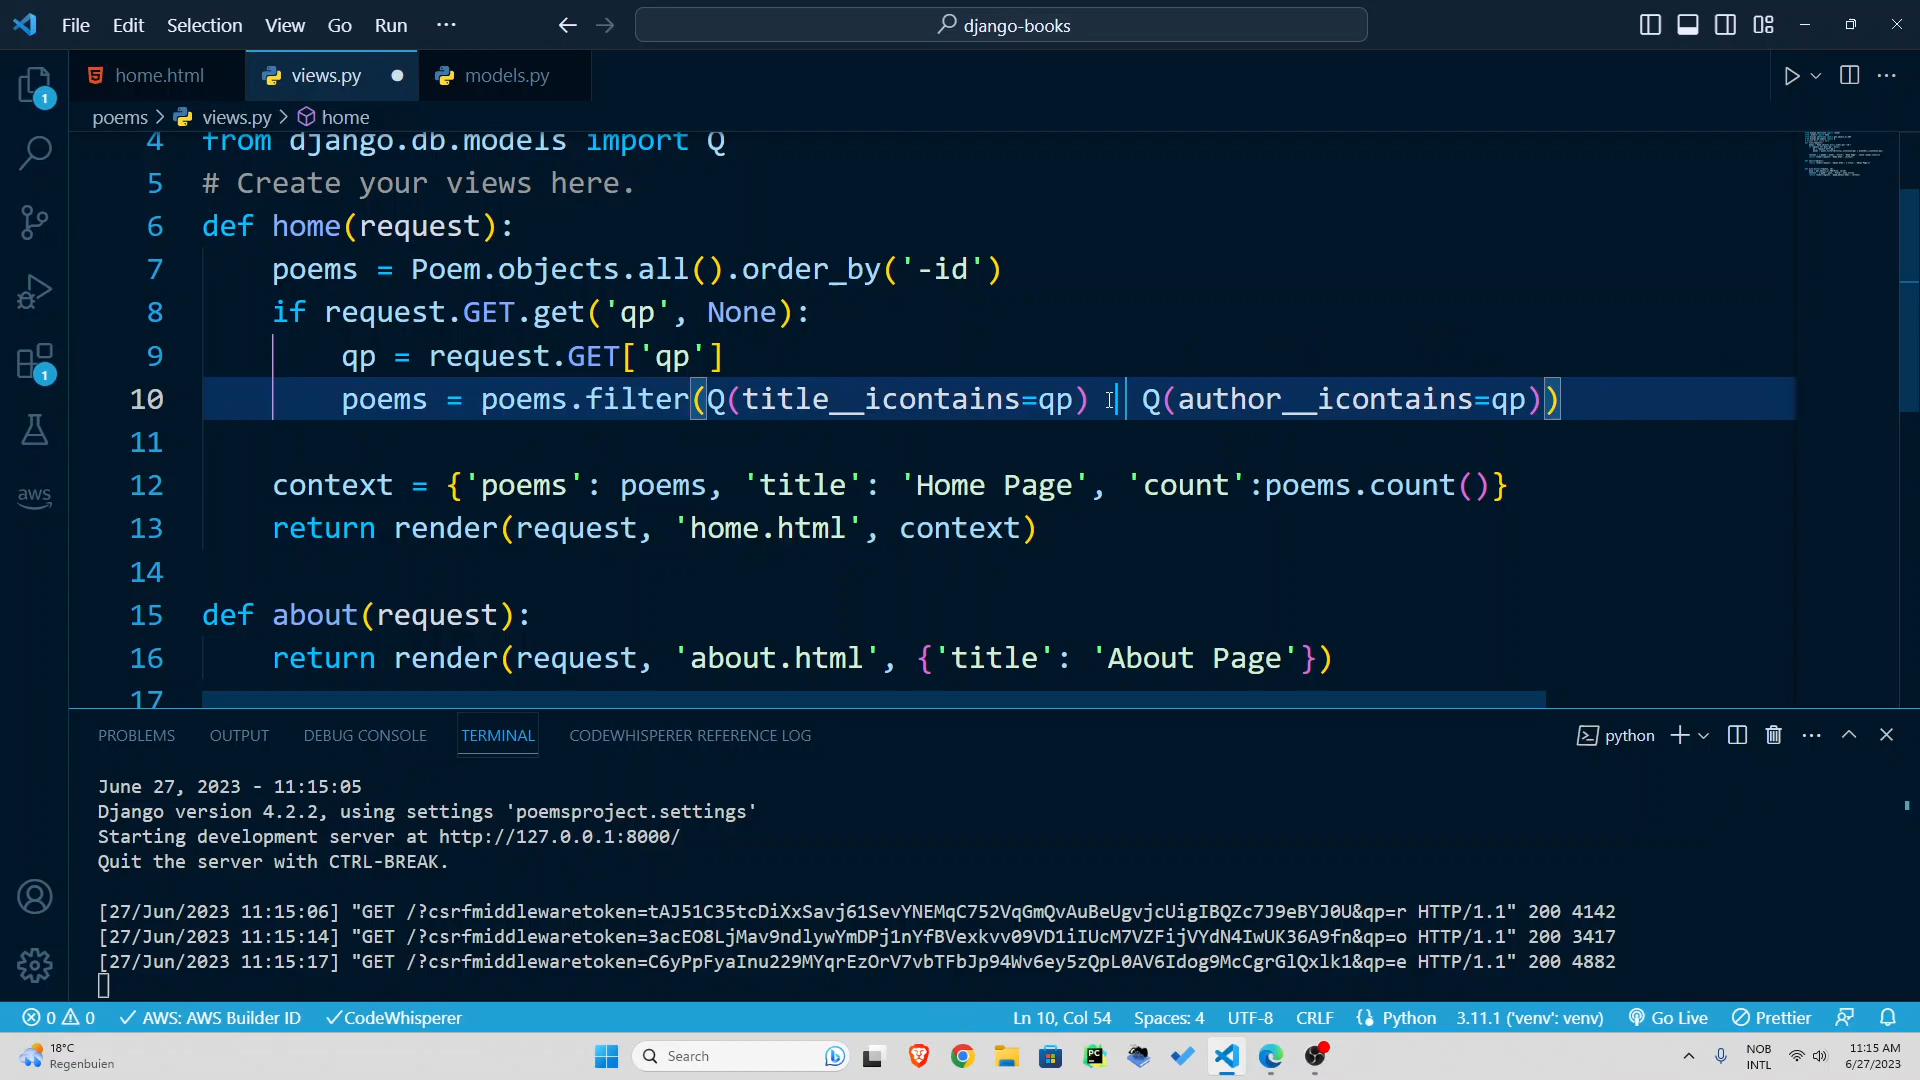 File Edit Selection View Go Run ···
django-books
home.html
views.py
models.py
poems > views.py > home
4 from django.db.models import Q
5 # Create your views here.
6 def home(request):
7 poems = Poem.objects.all().order_by('-id')
8 if request.GET.get('qp', None):
9 qp = request.GET['qp']
10 poems = poems.filter(Q(title__icontains=qp) | Q(author__icontains=qp))
11
12 context = {'poems': poems, 'title': 'Home Page', 'count':poems.count()}
13 return render(request, 'home.html', context)
14
15 def about(request):
16 return render(request, 'about.html', {'title': 'About Page'})
17
1
1
aws
PROBLEMS OUTPUT DEBUG CONSOLE TERMINAL CODEWHISPERER REFERENCE LOG
python
June 27, 2023 - 11:15:05
Django version 4.2.2, using settings 'poemsproject.settings'
Starting development server at http://127.0.0.1:8000/
Quit the server with CTRL-BREAK.
[27/Jun/2023 11:15:06] "GET /?csrfmiddlewaretoken=tAJ51C35tcDiXxSavj61SevYNEMqC752VqGmQvAuBeUgvjcUigIBQZc7J9eBYJ0U&qp=r HTTP/1.1" 200 4142
[27/Jun/2023 11:15:14] "GET /?csrfmiddlewaretoken=3acEO8LjMav9ndlywYmDPj1nYfBVexkvv09VD1iIUcM7VZFijVYdN4IwUK36A9fn&qp=o HTTP/1.1" 200 3417
[27/Jun/2023 11:15:17] "GET /?csrfmiddlewaretoken=C6yPpFyaInu229MYqrEzOrV7vbTFbJp94Wv6ey5zQpL0AV6Idog9McCgrGlQxlk1&qp=e HTTP/1.1" 200 4882
0 0 AWS: AWS Builder ID CodeWhisperer
Ln 10, Col 54 Spaces: 4 UTF-8 CRLF Python 3.11.1 ('venv': venv) Go Live Prettier
18°C
Regenbuien
Search
PC
NOB
INTL
11:15 AM
6/27/2023